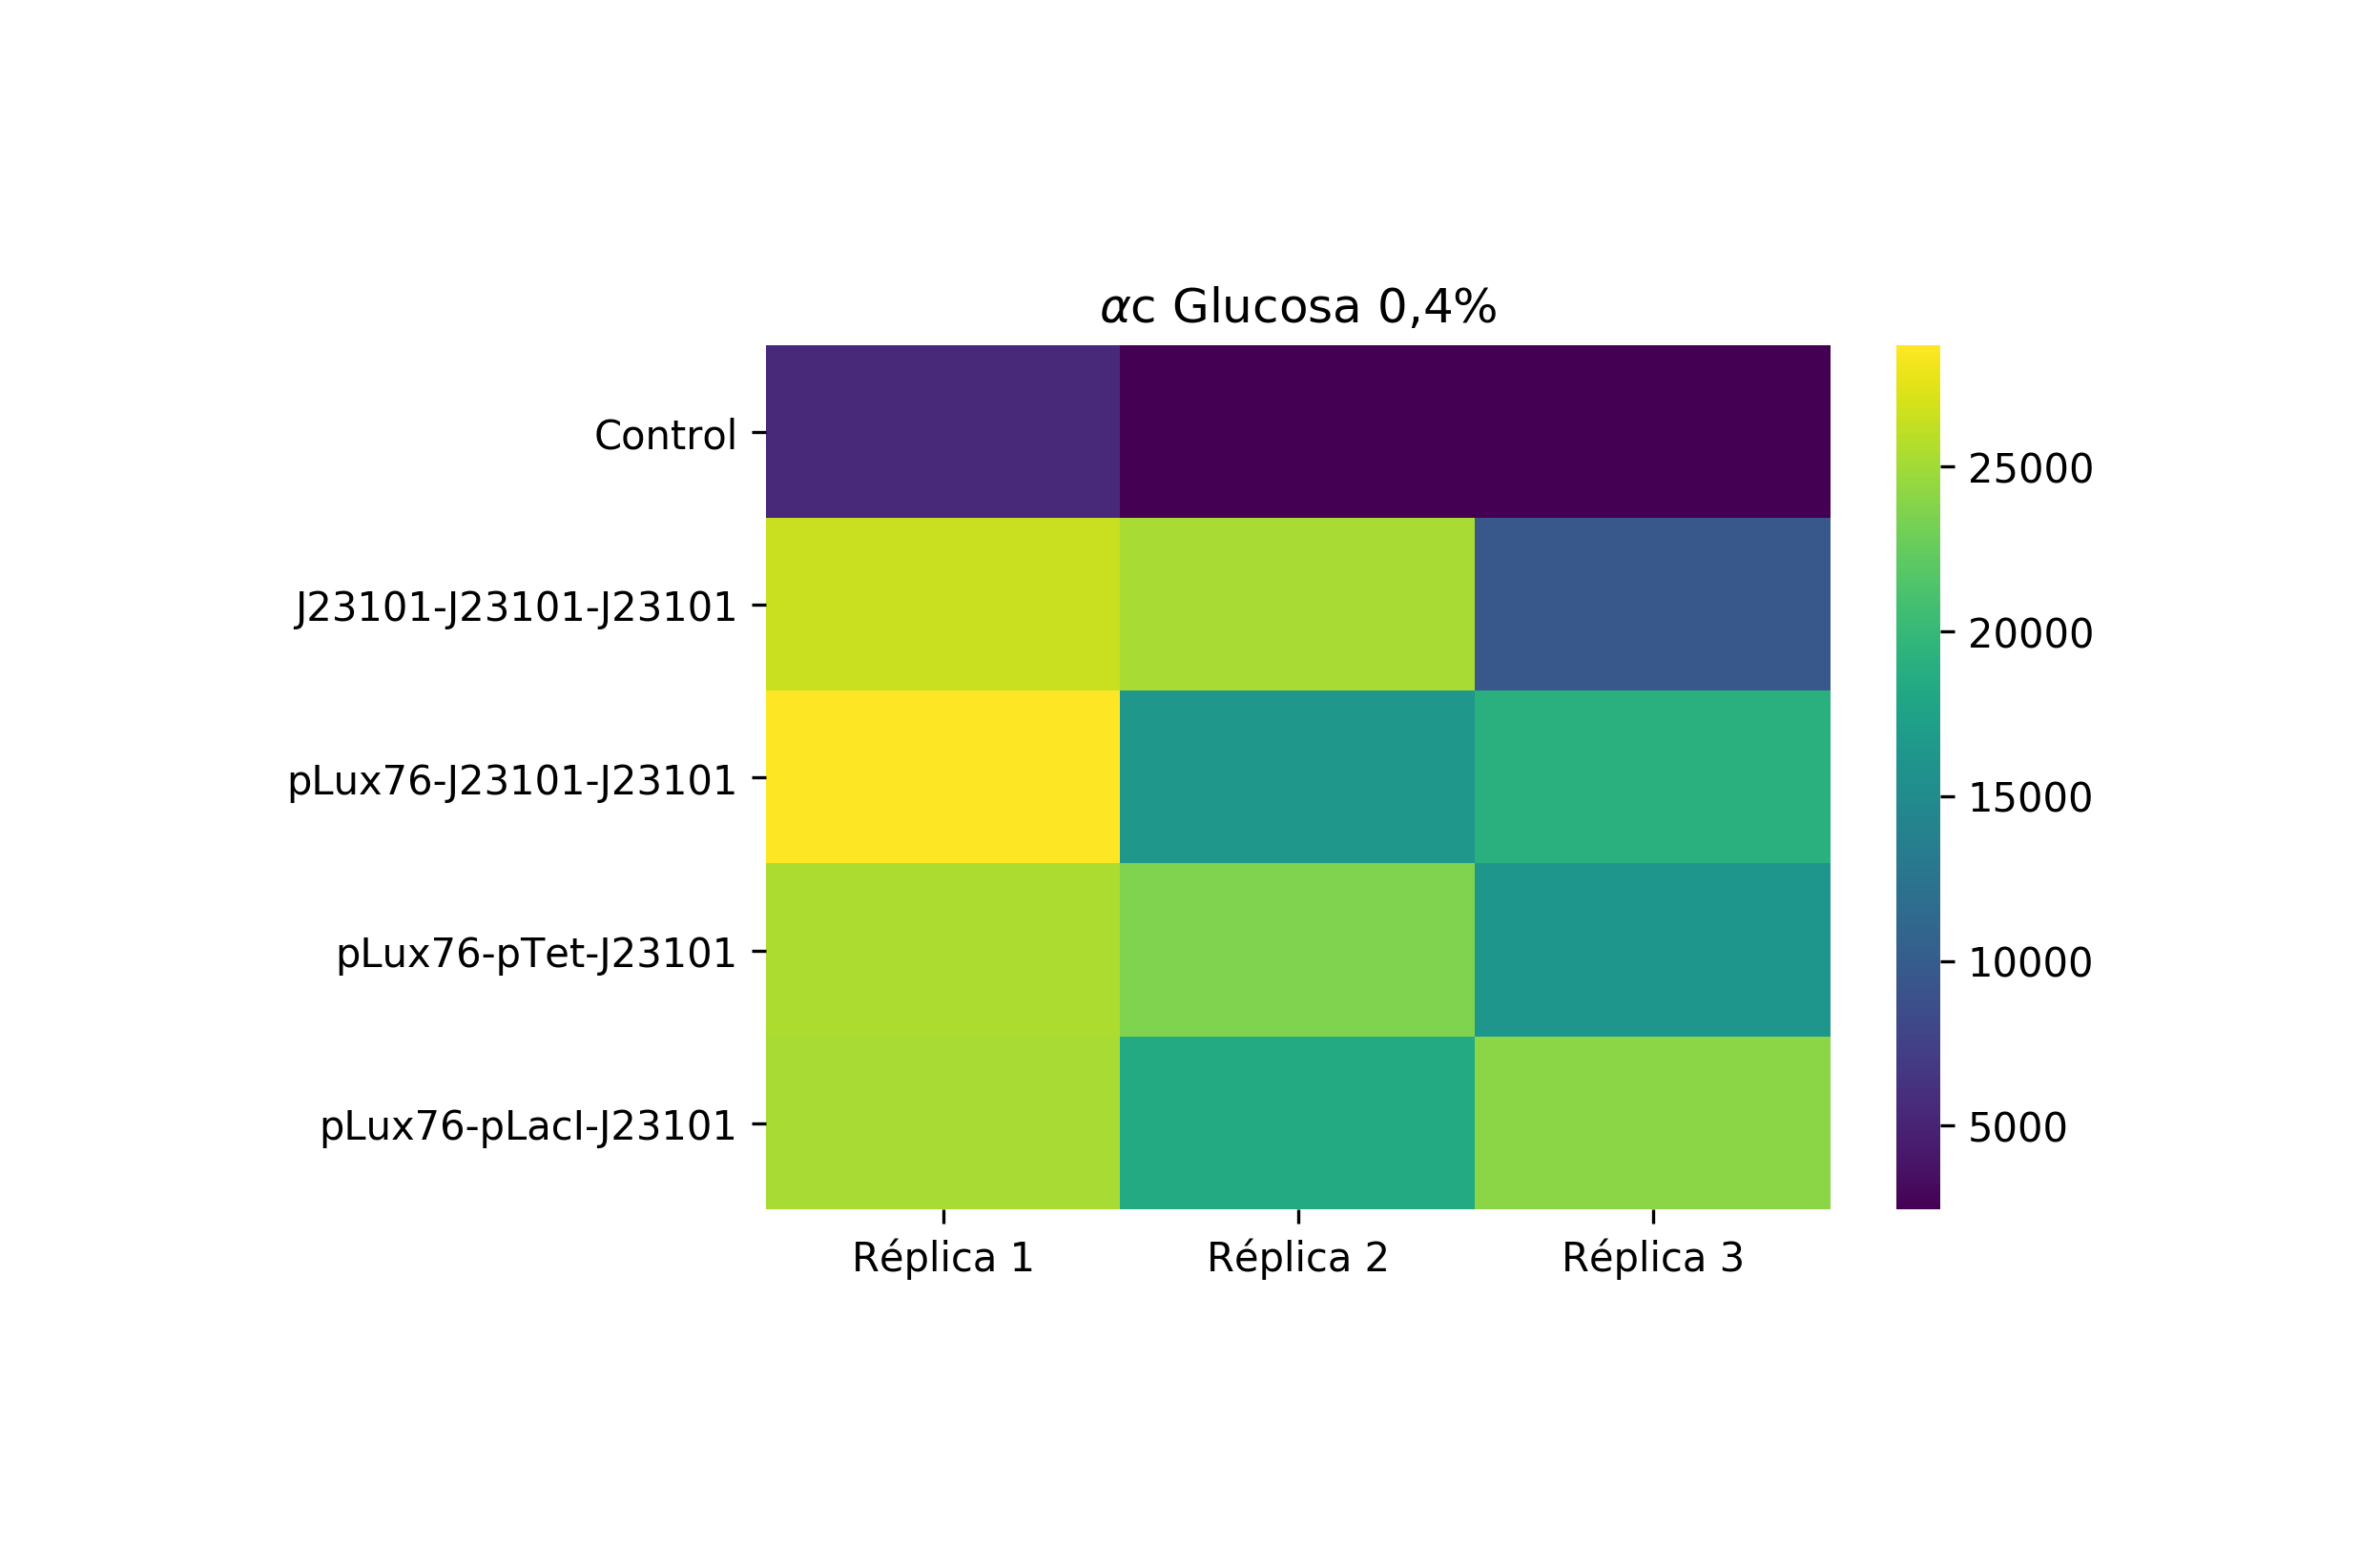 αc Glucosa 0,4%
Control
J23101-J23101-J23101
pLux76-J23101-J23101
pLux76-pTet-J23101
pLux76-pLacI-J23101
Réplica 1
Réplica 2
Réplica 3
25000
20000
15000
10000
5000